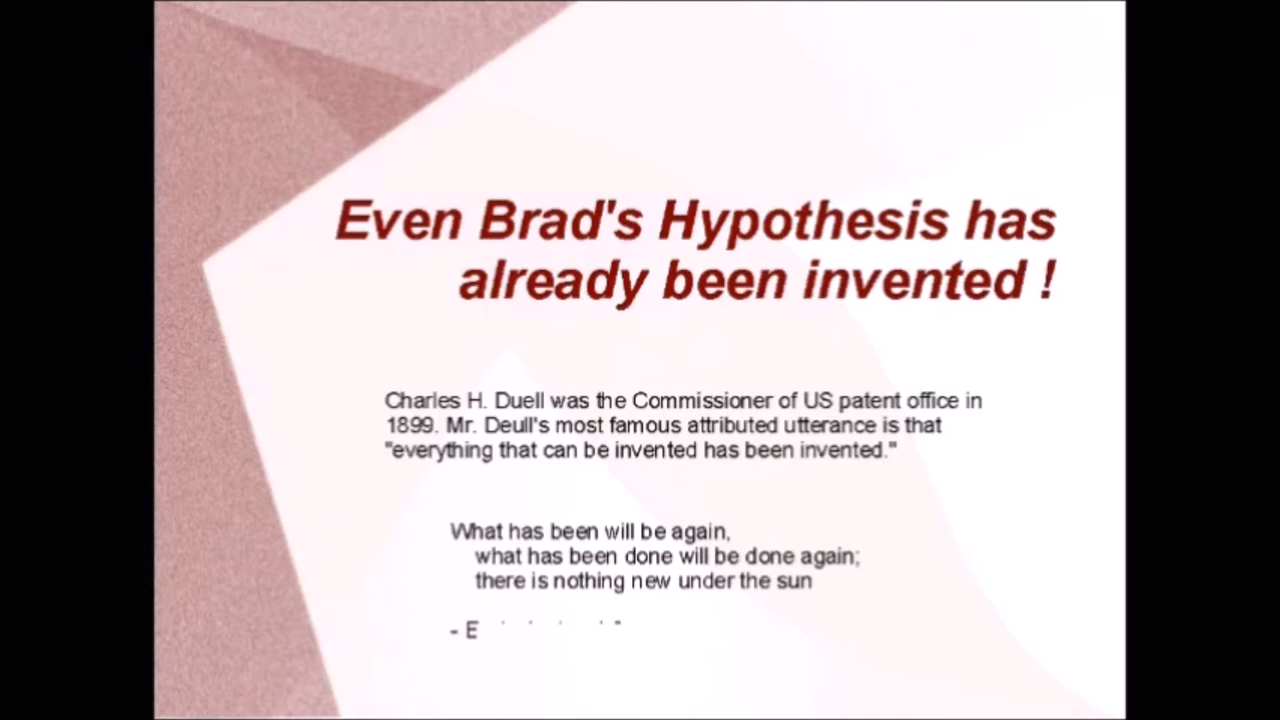 Even Brad's Hypothesis has
already been invented !
Charles H. Duell was the Commissioner of US patent office in
1899. Mr. Deull's most famous attributed utterance is that
"everything that can be invented has been invented."
What has been will be again,
what has been done will be done again;
there is nothing new under the sun
- E